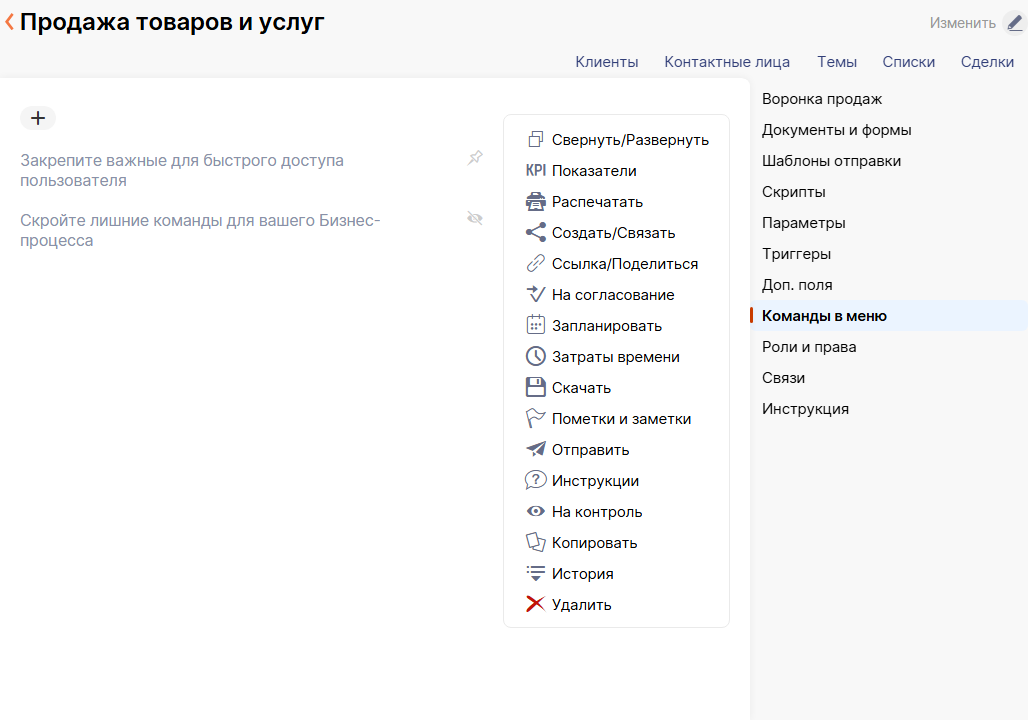 Продажа товаров и услуг
Изменить
Клиенты Контактные лица Темы Списки Сделки
Закрепите важные для быстрого доступа
пользователя
Скройте лишние команды для вашего Бизнес-
процесса
Свернуть/Развернуть
KPI Показатели
Распечатать
Создать/Связать
Ссылка/Поделиться
На согласование
Запланировать
Затраты времени
Скачать
Пометки и заметки
Отправить
Инструкции
На контроль
Копировать
История
Удалить
Воронка продаж
Документы и формы
Шаблоны отправки
Скрипты
Параметры
Триггеры
Доп. поля
Команды в меню
Роли и права
Связи
Инструкция